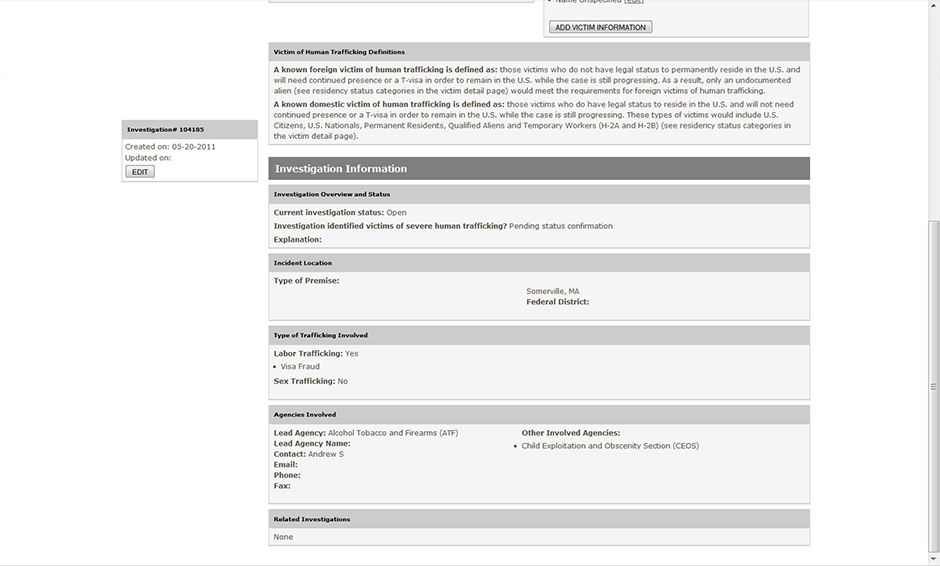 • Name Unspecified [edit]
ADD VICTIM INFORMATION
Victim of Human Trafficking Definitions
A known foreign victim of human trafficking is defined as: those victims who do not have legal status to permanently reside in the U.S. and
will need continued presence or a T-visa in order to remain in the U.S. while the case is still progressing. As a result, only an undocumented
alien (see residency status categories in the victim detail page) would meet the requirements for foreign victims of human trafficking.
A known domestic victim of human trafficking is defined as: those victims who do have legal status to reside in the U.S. and will not need
continued presence or a T-visa in order to remain in the U.S. while the case is still progressing. These types of victims would include U.S.
Citizens, U.S. Nationals, Permanent Residents, Qualified Aliens and Temporary Workers (H-2A and H-2B) (see residency status categories in
the victim detail page).
Investigation# 104185
Created on: 05-20-2011
Updated on:
EDIT
Investigation Information
Investigation Overview and Status
Current investigation status: Open
Investigation identified victims of severe human trafficking? Pending status confirmation
Explanation:
Incident Location
Type of Premise:
Somerville, MA
Federal District:
Type of Trafficking Involved
Labor Trafficking: Yes
• Visa Fraud
Sex Trafficking: No
Agencies Involved
Lead Agency: Alcohol Tobacco and Firearms (ATF)
Lead Agency Name:
Contact: Andrew S
Email:
Phone:
Fax:
Other Involved Agencies:
• Child Exploitation and Obscenity Section (CEOS)
Related Investigations
None